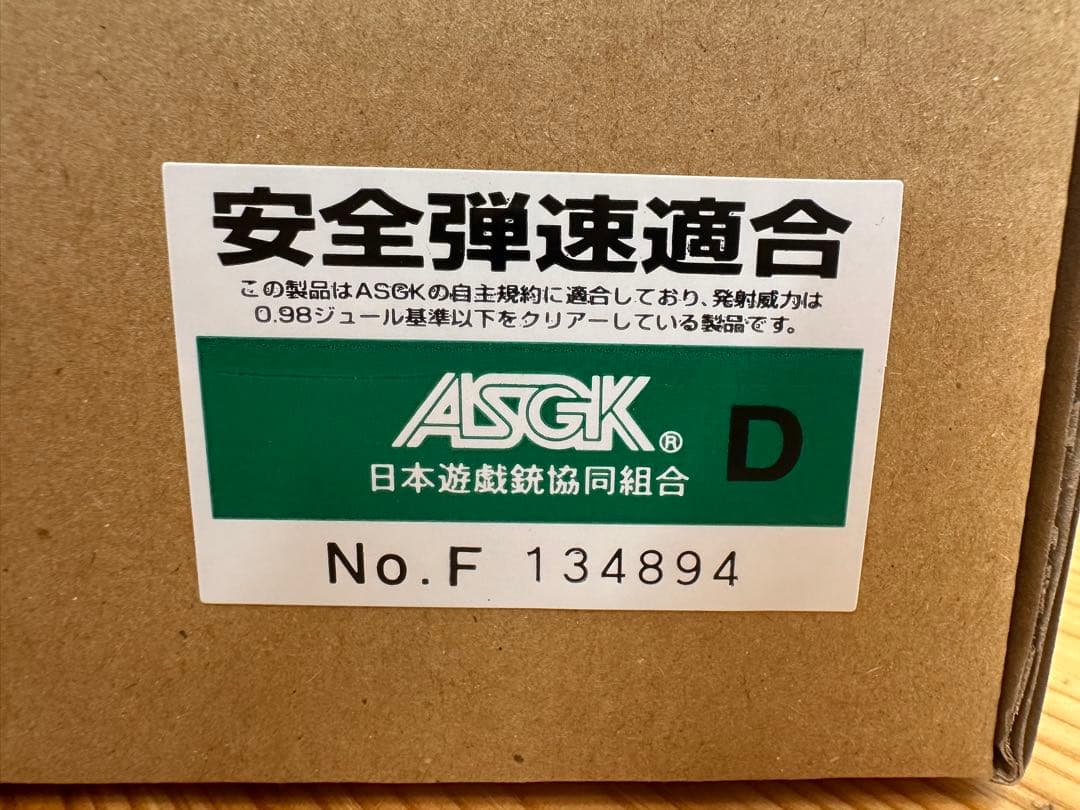 安全弾速適合
この製品はASGKの自主規約に適合しており、発射威力は
0.98ジュール基準以下をクリアーしている製品です。
ASGK® D
日本遊戯銃協同組合
No.F 134894